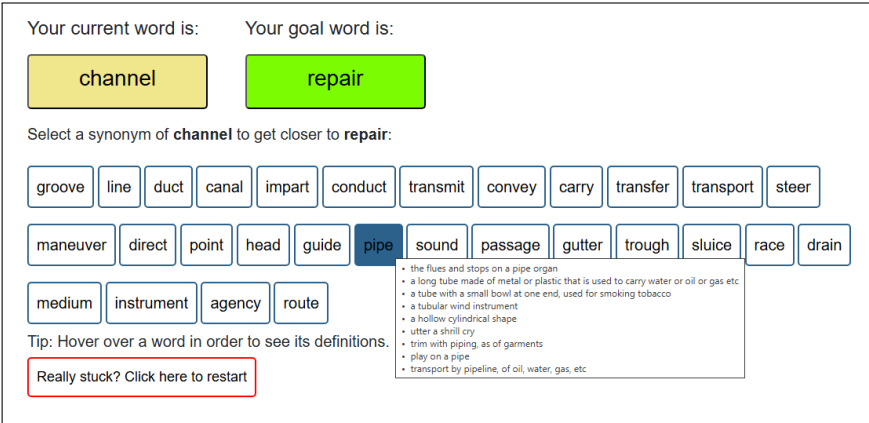 Your current word is: Your goal word is:
channel repair
Select a synonym of channel to get closer to repair:
groove line duct canal impart conduct transmit convey carry transfer transport steer
maneuver direct point head guide pipe sound passage gutter trough sluice race drain
• the flues and stops on a pipe organ
• a long tube made of metal or plastic that is used to carry water or oil or gas etc
• a tube with a small bowl at one end, used for smoking tobacco
• a tubular wind instrument
• a hollow cylindrical shape
• utter a shrill cry
• trim with piping, as of garments
• play on a pipe
• transport by pipeline, of oil, water, gas, etc
medium instrument agency route
Tip: Hover over a word in order to see its definitions.
Really stuck? Click here to restart